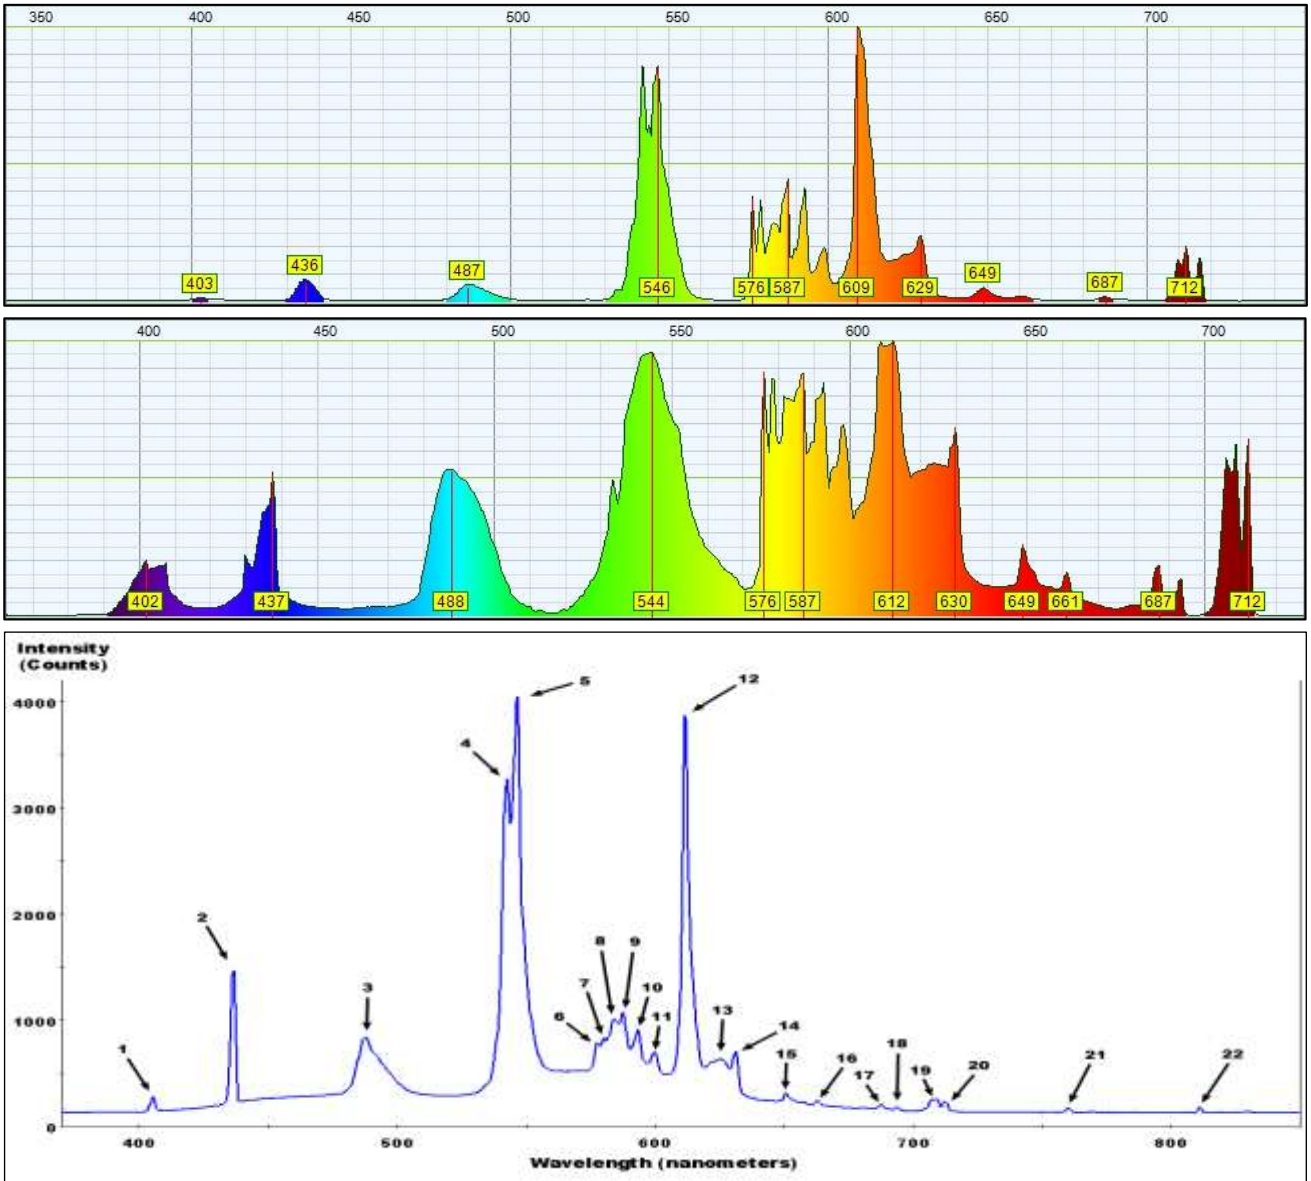 350 400 450 500 550 600 650 700
403 436 487 546 576 587 609 629 649 687 712
400 450 500 550 600 650 700
402 437 488 544 576 587 612 630 649 661 687 712
Intensity
(Counts)
4000
3000
2000
1000
0
1 2 3 4 5 6 7 8 9 10 11 12 13 14 15 16 17 18 19 20 21 22
400 500 600 700 800
Wavelength (nanometers)